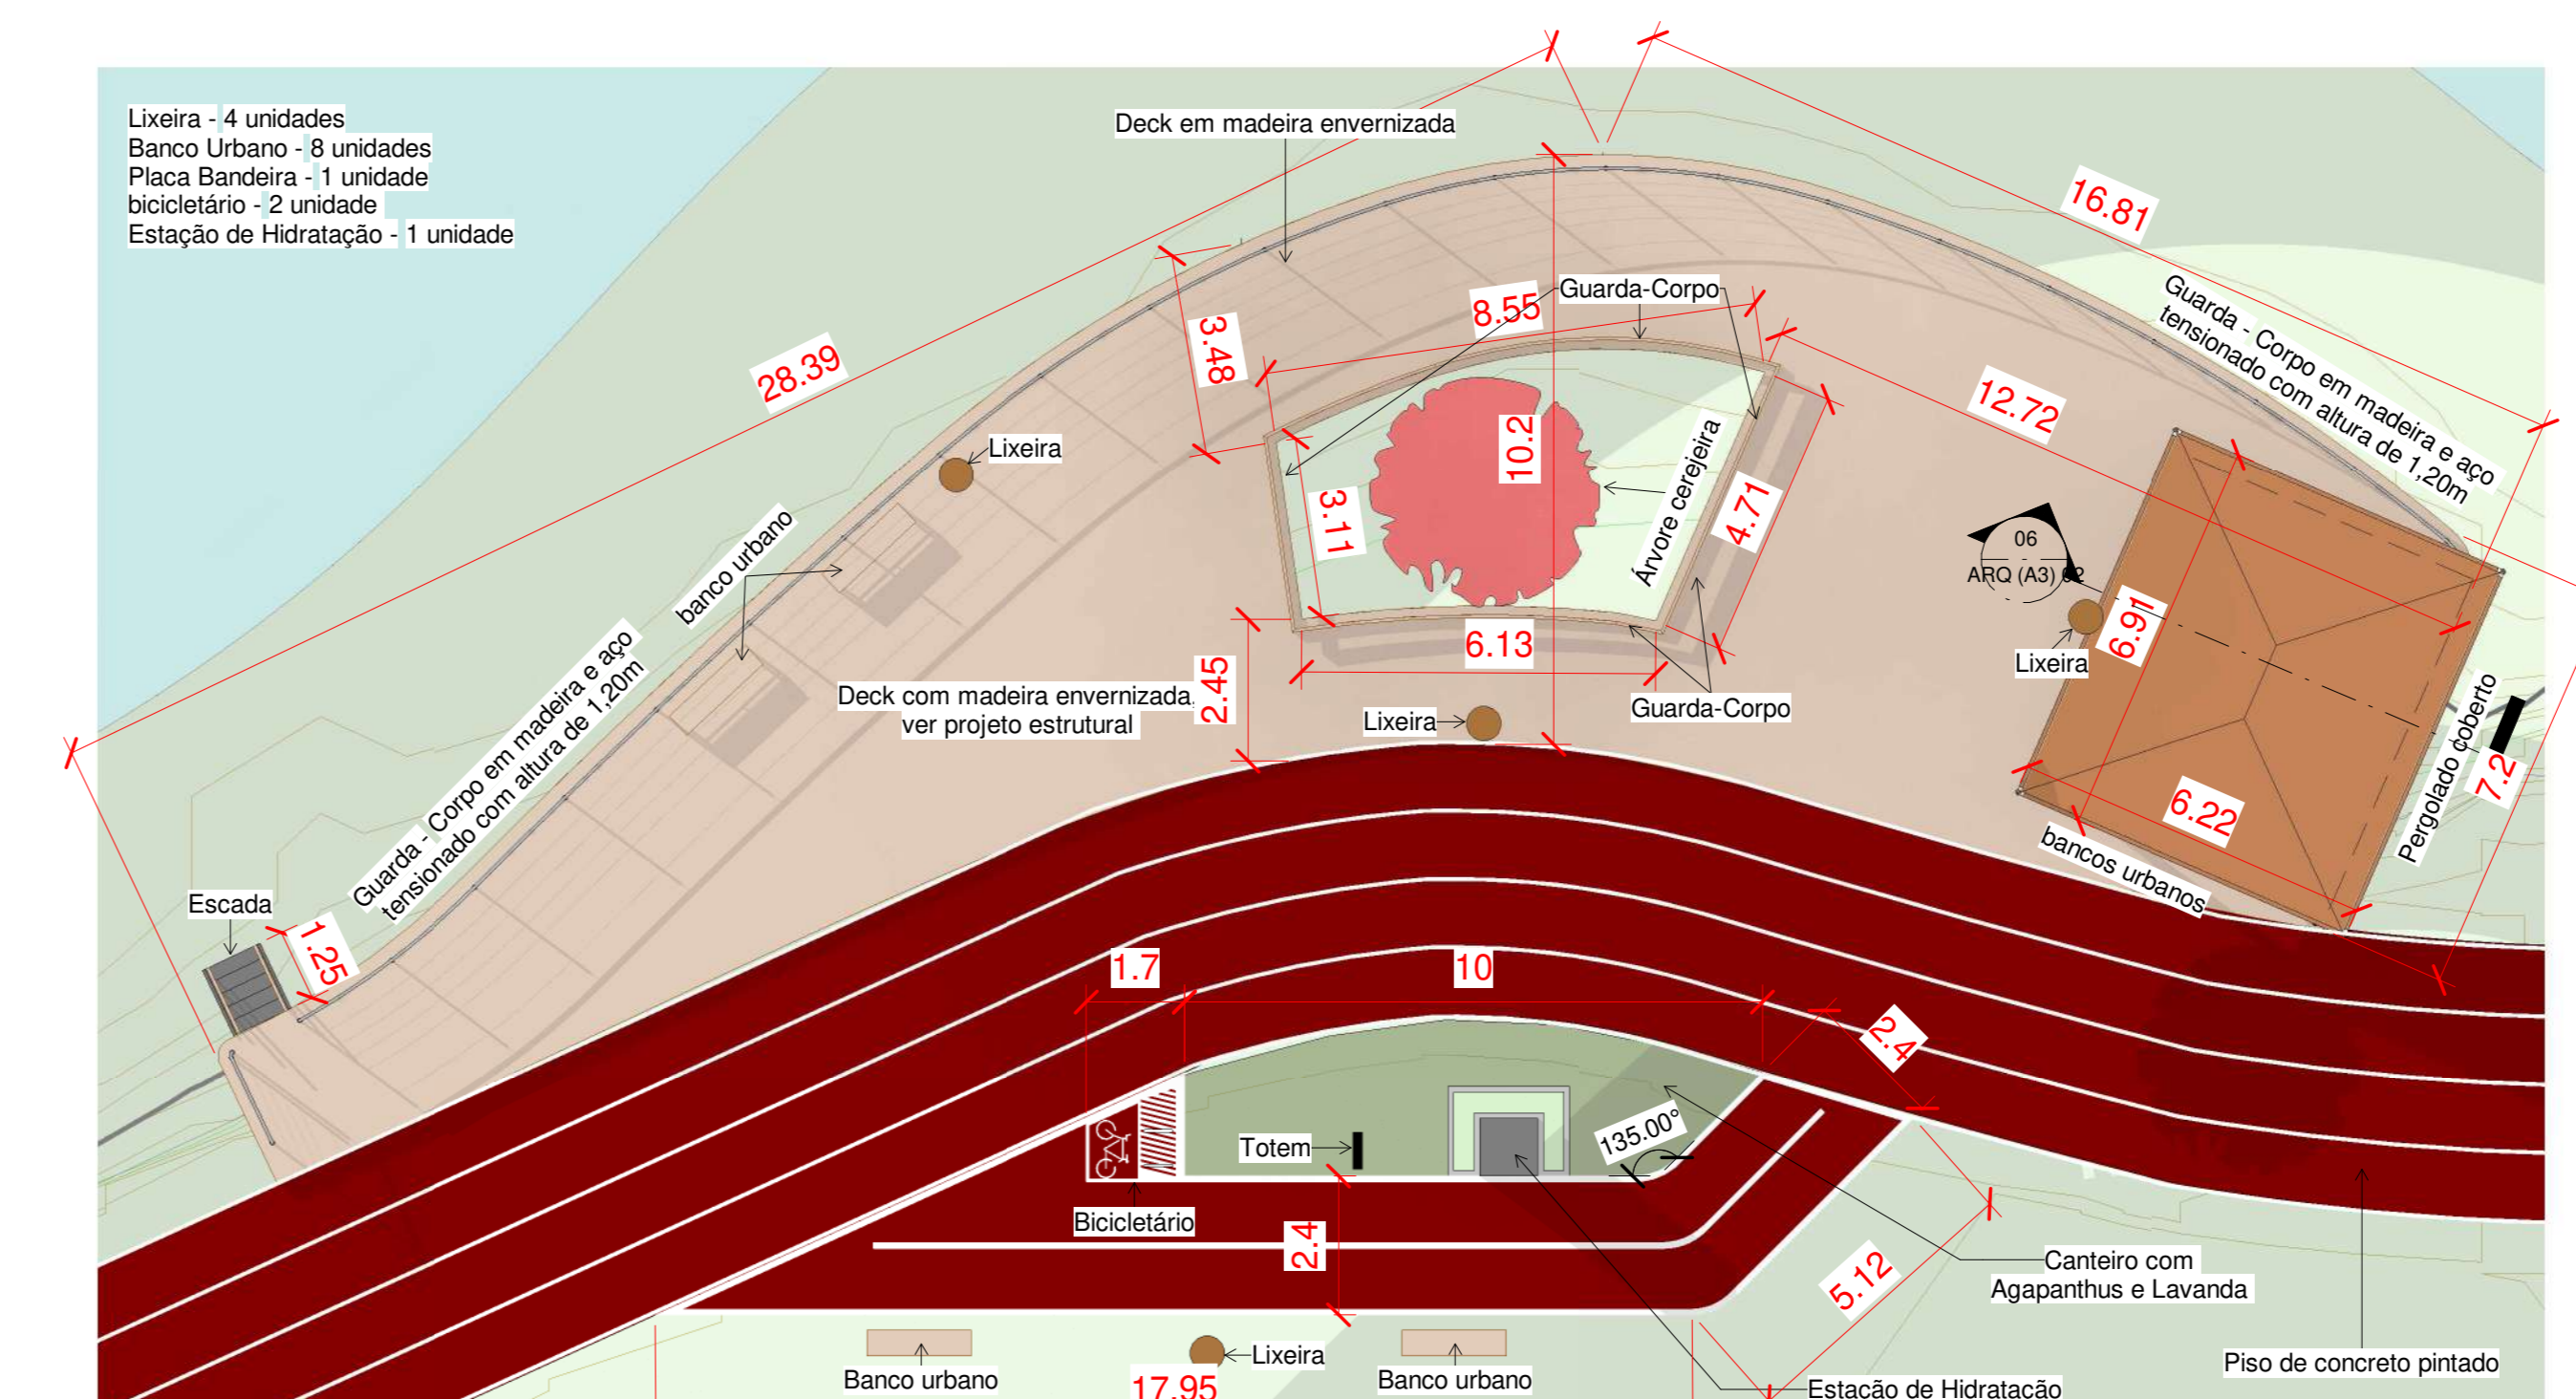 Lixeira - 4 unidades
Banco Urbano - 8 unidades
Placa Bandeira - 1 unidade
bicicletário - 2 unidade
Estação de Hidratação - 1 unidade
Deck em madeira envernizada
16.81
28.39
3.48
8.55
Guarda-Corpo
Guarda - Corpo em madeira e aço
tensionado com altura de 1,20m
12.72
Lixeira
10.2
3.11
Árvore cerejeira
4.71
banco urbano
06
ARQ (A3) 02
Lixeira
6.91
6.13
2.45
Guarda-Corpo
Deck com madeira envernizada,
ver projeto estrutural
Lixeira
Guarda - Corpo em madeira e aço
tensionado com altura de 1,20m
Pergolado coberto
7.2
6.22
bancos urbanos
Escada
1.25
1.7
10
2.4
135.00°
Totem
Bicicletário
2.4
5.12
Canteiro com
Agapanthus e Lavanda
Piso de concreto pintado
Banco urbano
Lixeira
17.95
Banco urbano
Estação de Hidratação